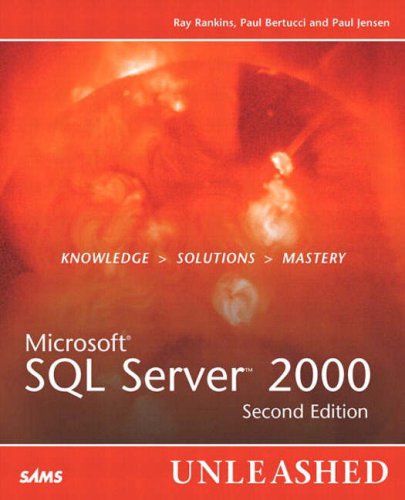 Ray Rankins, Paul Bertucci and Paul Jensen
KNOWLEDGE > SOLUTIONS > MASTERY
Microsoft®
SQL Server™ 2000
Second Edition
SAMS
UNLEASHED